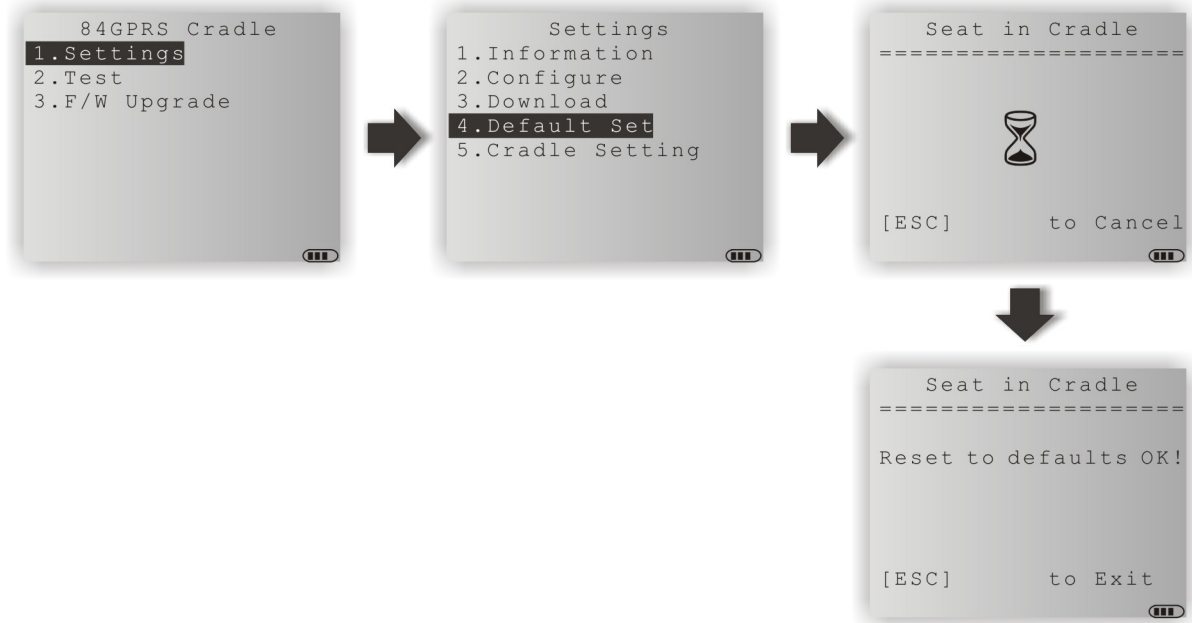 84GPRS Cradle
1.Settings
2.Test
3.F/W Upgrade
Settings
1.Information
2.Configure
3.Download
4.Default Set
5.Cradle Setting
Seat in Cradle
====================
[ESC] to Cancel
Seat in Cradle
====================
Reset to defaults OK!
[ESC] to Exit